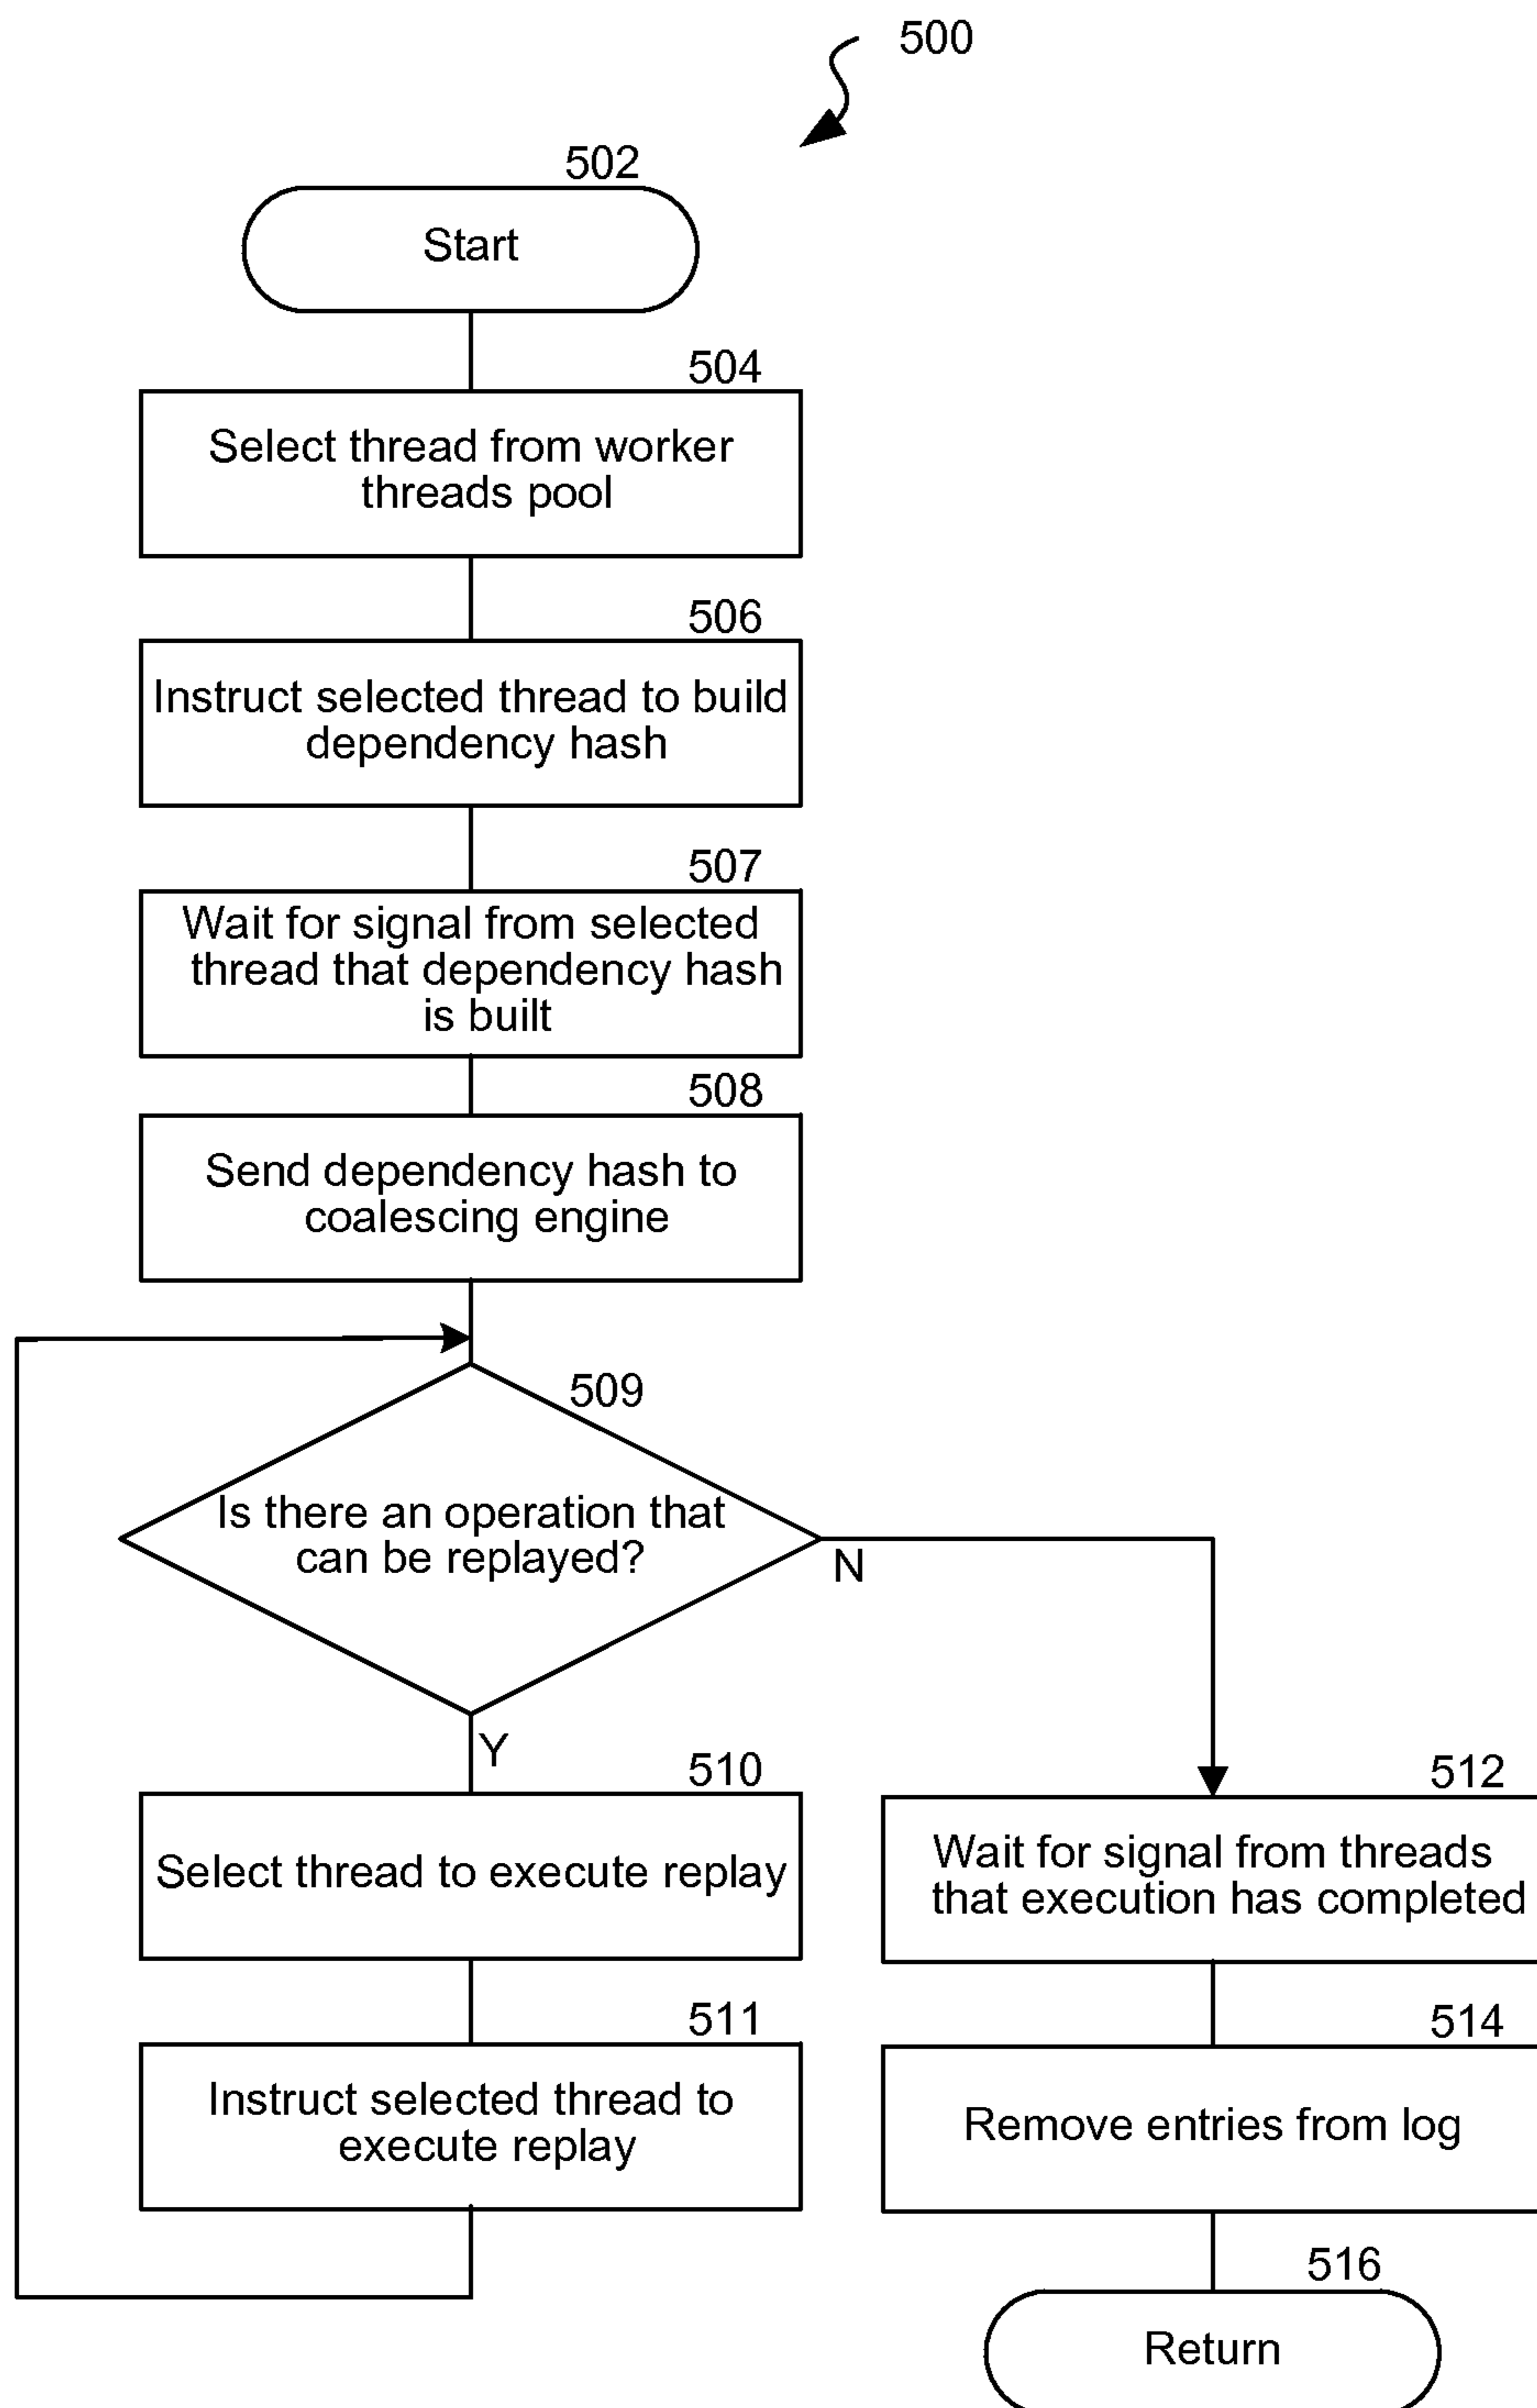 500
502
Start
504
Select thread from worker
threads pool
506
Instruct selected thread to build
dependency hash
507
Wait for signal from selected
thread that dependency hash
is built
508
Send dependency hash to
coalescing engine
509
Is there an operation that
can be replayed?
N
Y
510
Select thread to execute replay
511
Instruct selected thread to
execute replay
512
Wait for signal from threads
that execution has completed
514
Remove entries from log
516
Return